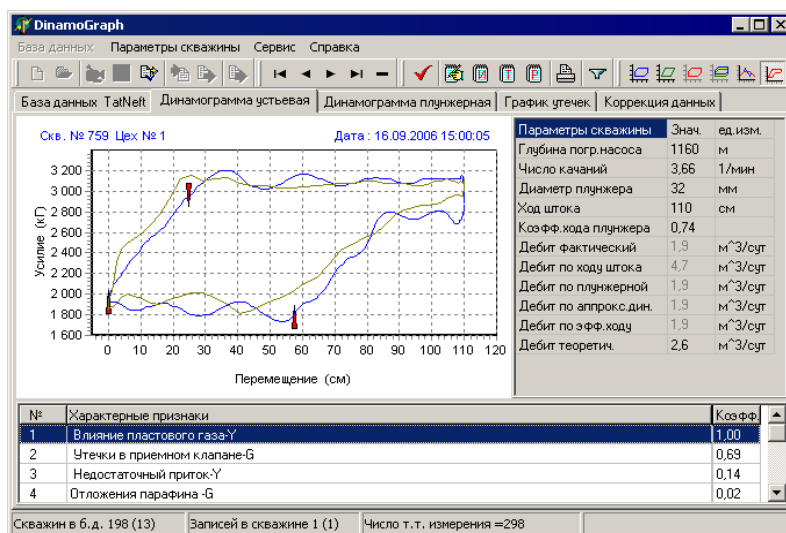 DinamoGraph
База данных Параметры скважины Сервис Справка
База данных TatNeft Динамограмма устьевая Динамограмма плунжерная График утечек Коррекция данных
Скв. № 759 Цех № 1 Дата : 16.09.2006 15:00:05
Усилие (кГ)
3 200
3 000
2 800
2 600
2 400
2 200
2 000
1 800
1 600
0 10 20 30 40 50 60 70 80 90 100 110 120
Перемещение (см)
Параметры скважины Знач. ед.изм.
Глубина погр.насоса 1160 м
Число качаний 3,66 1/мин
Диаметр плунжера 32 мм
Ход штока 110 см
Коэфф.хода плунжера 0,74
Дебит фактический 1,9 м^3/сут
Дебит по ходу штока 4,7 м^3/сут
Дебит по плунжерной 1,9 м^3/сут
Дебит по аппрокс.дин. 1,9 м^3/сут
Дебит по эфф.ходу 1,9 м^3/сут
Дебит теоретич. 2,6 м^3/сут
№ Характерные признаки Коэфф.
1 Влияние пластового газа-Y 1,00
2 Утечки в приемном клапане-G 0,69
3 Недостаточный приток-Y 0,14
4 Отложения парафина -G 0,02
Скважин в б.д. 198 (13) Записей в скважине 1 (1) Число т.т. измерения =298